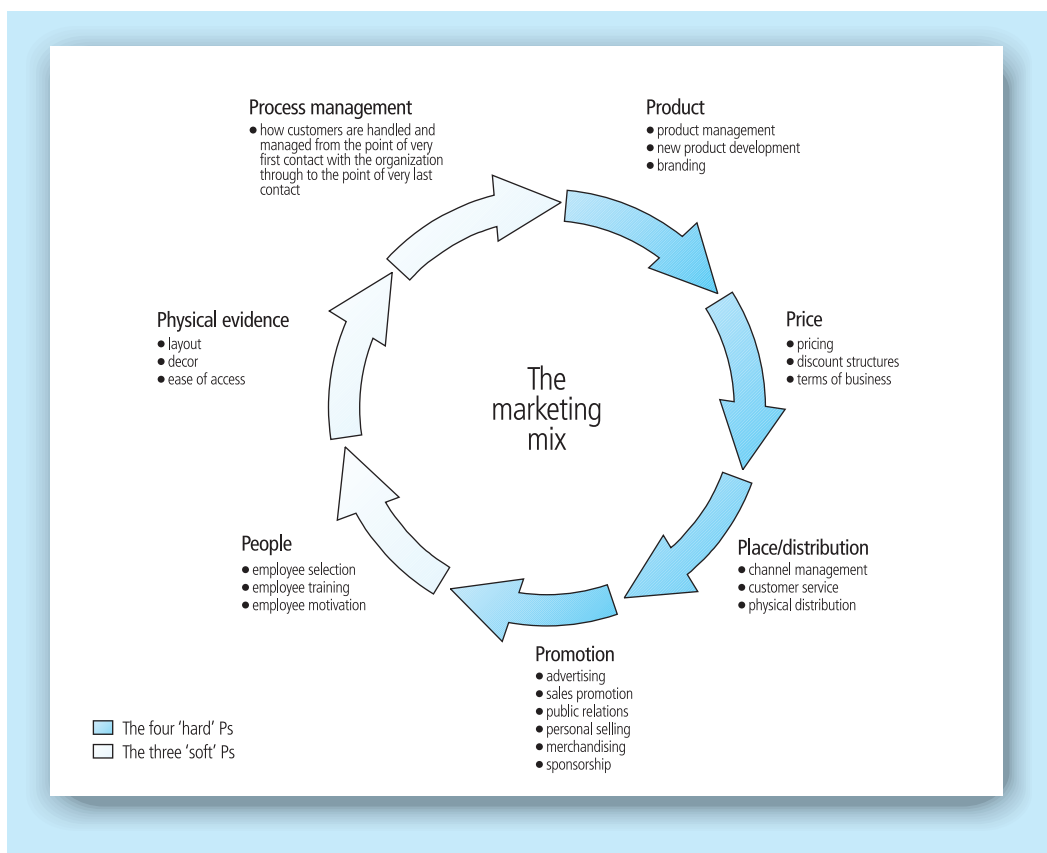 Process management
● how customers are handled and
managed from the point of very
first contact with the organization
through to the point of very last
contact
Product
● product management
● new product development
● branding
Physical evidence
● layout
● decor
● ease of access
Price
● pricing
● discount structures
● terms of business
The
marketing
mix
People
● employee selection
● employee training
● employee motivation
Place/distribution
● channel management
● customer service
● physical distribution
Promotion
● advertising
● sales promotion
● public relations
● personal selling
● merchandising
● sponsorship
The four ‘hard’ Ps
The three ‘soft’ Ps